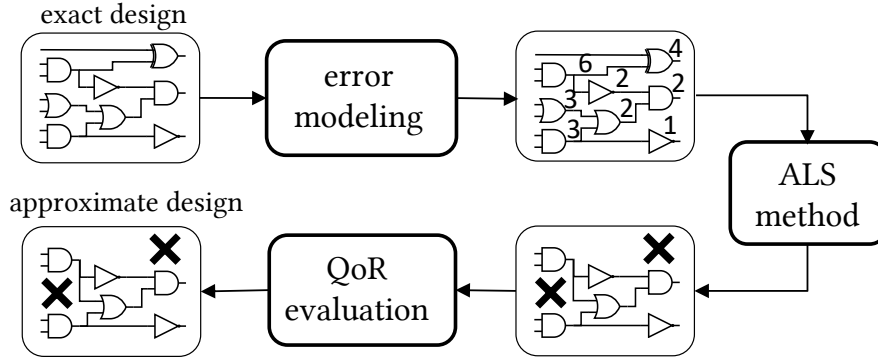 exact design
error
modeling
6
4
2
2
3
2
3
1
ALS
method
approximate design
QoR
evaluation